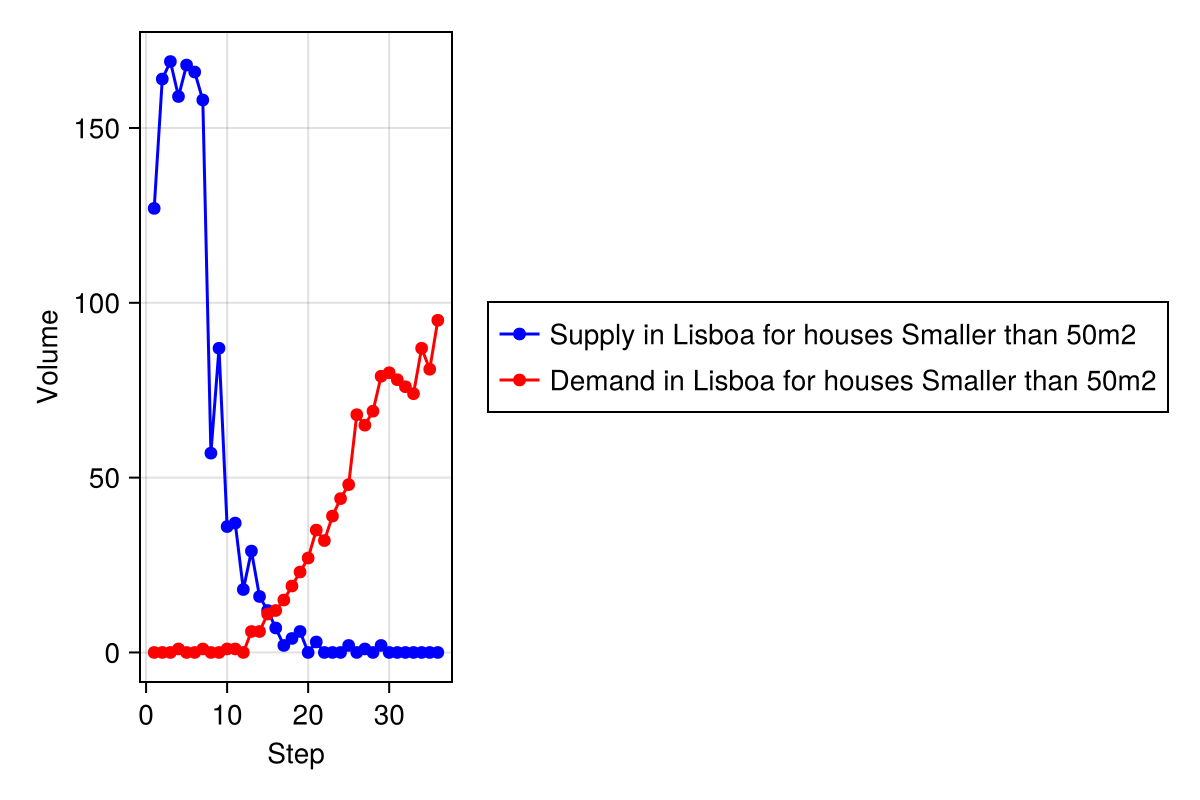 150
100
50
0
Volume
0 10 20 30
Step
Supply in Lisboa for houses Smaller than 50m2
Demand in Lisboa for houses Smaller than 50m2